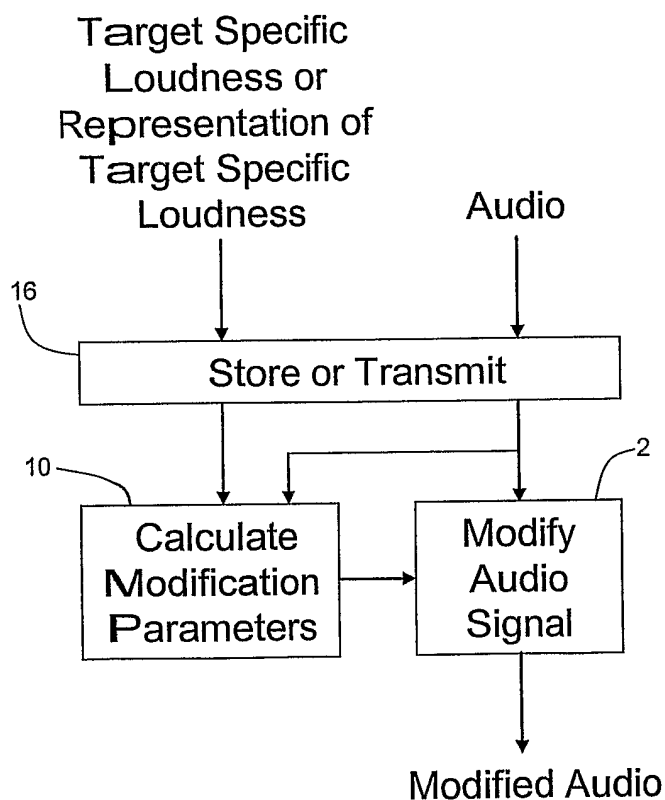 Target Specific
Loudness or
Representation of
Target Specific
Loudness
Audio
16
Store or Transmit
10
2
Calculate
Modification
Parameters
Modify
Audio
Signal
Modified Audio